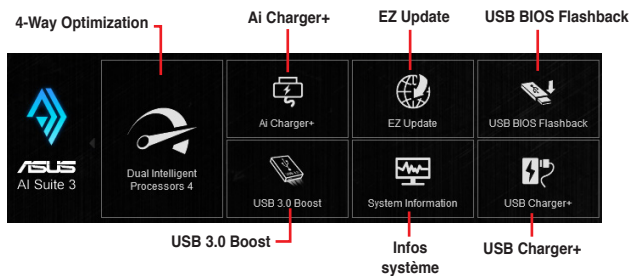 4-Way Optimization
Ai Charger+
EZ Update
USB BIOS Flashback
ASUS
AI Suite 3
Dual Intelligent
Processors 4
Ai Charger+
EZ Update
USB BIOS Flashback
USB 3.0 Boost
System Information
USB Charger+
USB 3.0 Boost
Infos
système
USB Charger+